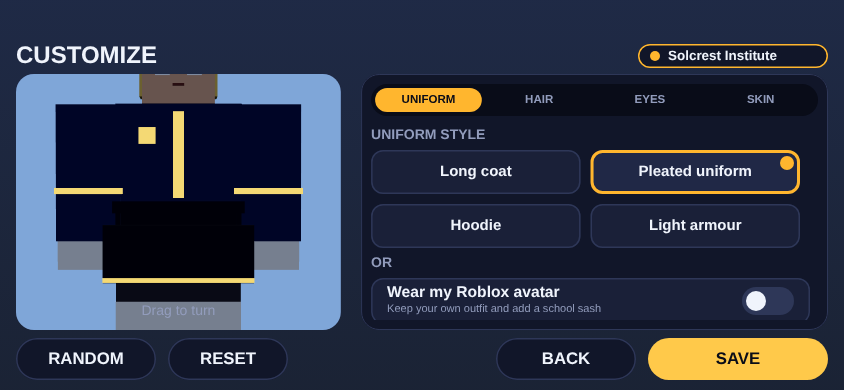 CUSTOMIZE
Solcrest Institute
UNIFORM
HAIR
EYES
SKIN
UNIFORM STYLE
Long coat
Pleated uniform
Hoodie
Light armour
OR
Wear my Roblox avatar
Keep your own outfit and add a school sash
Drag to turn
RANDOM
RESET
BACK
SAVE